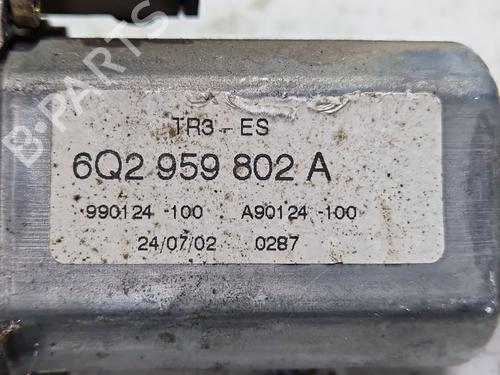 B-PARTS
TR3 - ES
6Q2 959 802 A
990124 -100 A90124 -100
24/07/02 0287